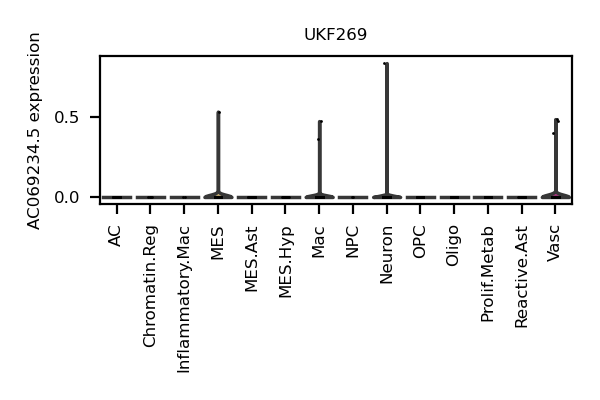 UKF269
AC069234.5 expression
0.5
0.0
AC
Chromatin.Reg
Inflammatory.Mac
MES
MES.Ast
MES.Hyp
Mac
NPC
Neuron
OPC
Oligo
Prolif.Metab
Reactive.Ast
Vasc